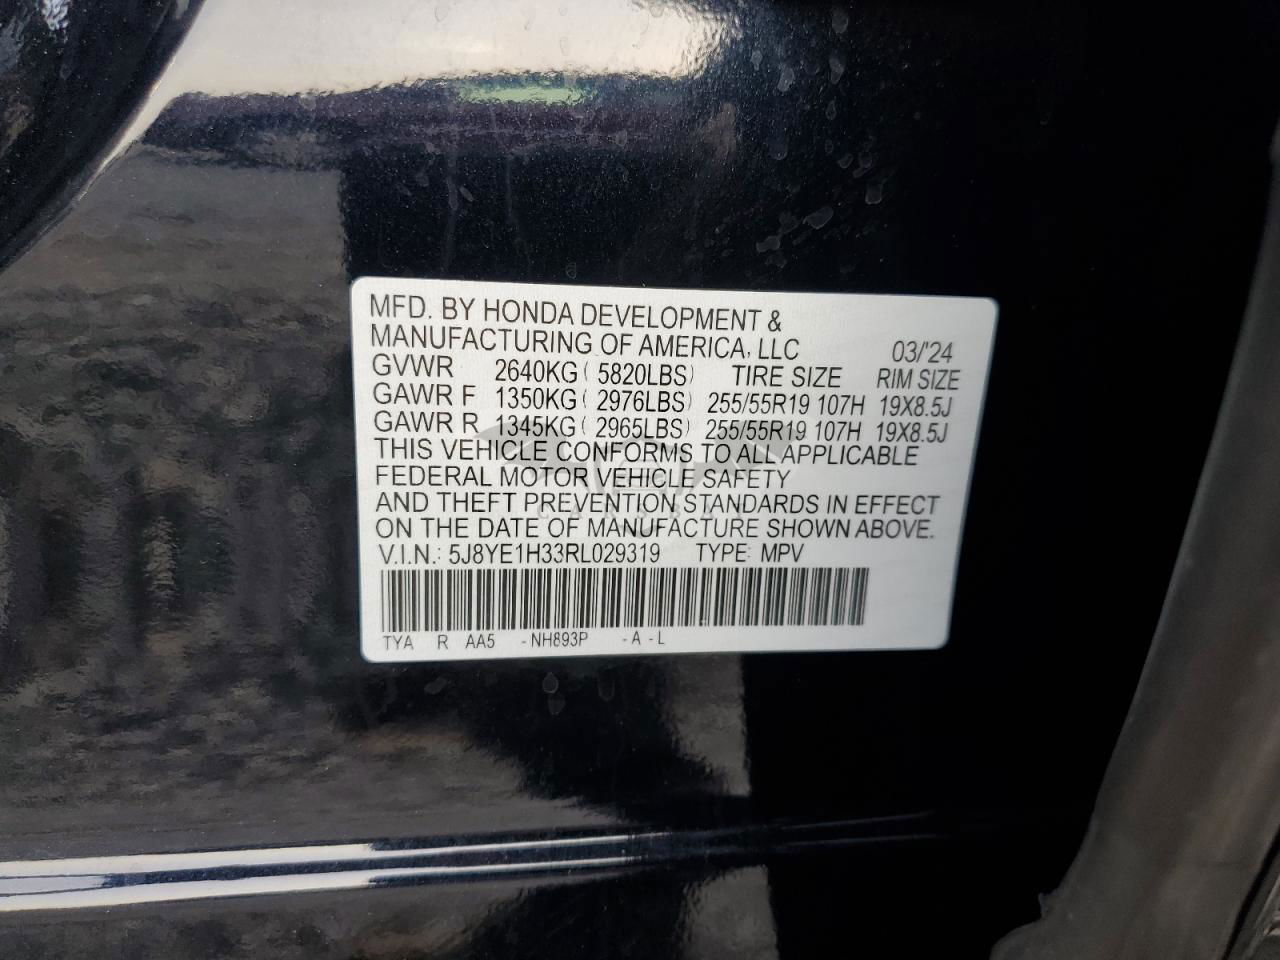 MFD. BY HONDA DEVELOPMENT &
MANUFACTURING OF AMERICA, LLC 03/'24
GVWR 2640KG ( 5820LBS) TIRE SIZE RIM SIZE
GAWR F 1350KG ( 2976LBS) 255/55R19 107H 19X8.5J
GAWR R 1345KG ( 2965LBS) 255/55R19 107H 19X8.5J
THIS VEHICLE CONFORMS TO ALL APPLICABLE
FEDERAL MOTOR VEHICLE SAFETY
AND THEFT PREVENTION STANDARDS IN EFFECT
ON THE DATE OF MANUFACTURE SHOWN ABOVE.
V.I.N.: 5J8YE1H33RL029319 TYPE: MPV
TYA R AA5 -NH893P -A-L